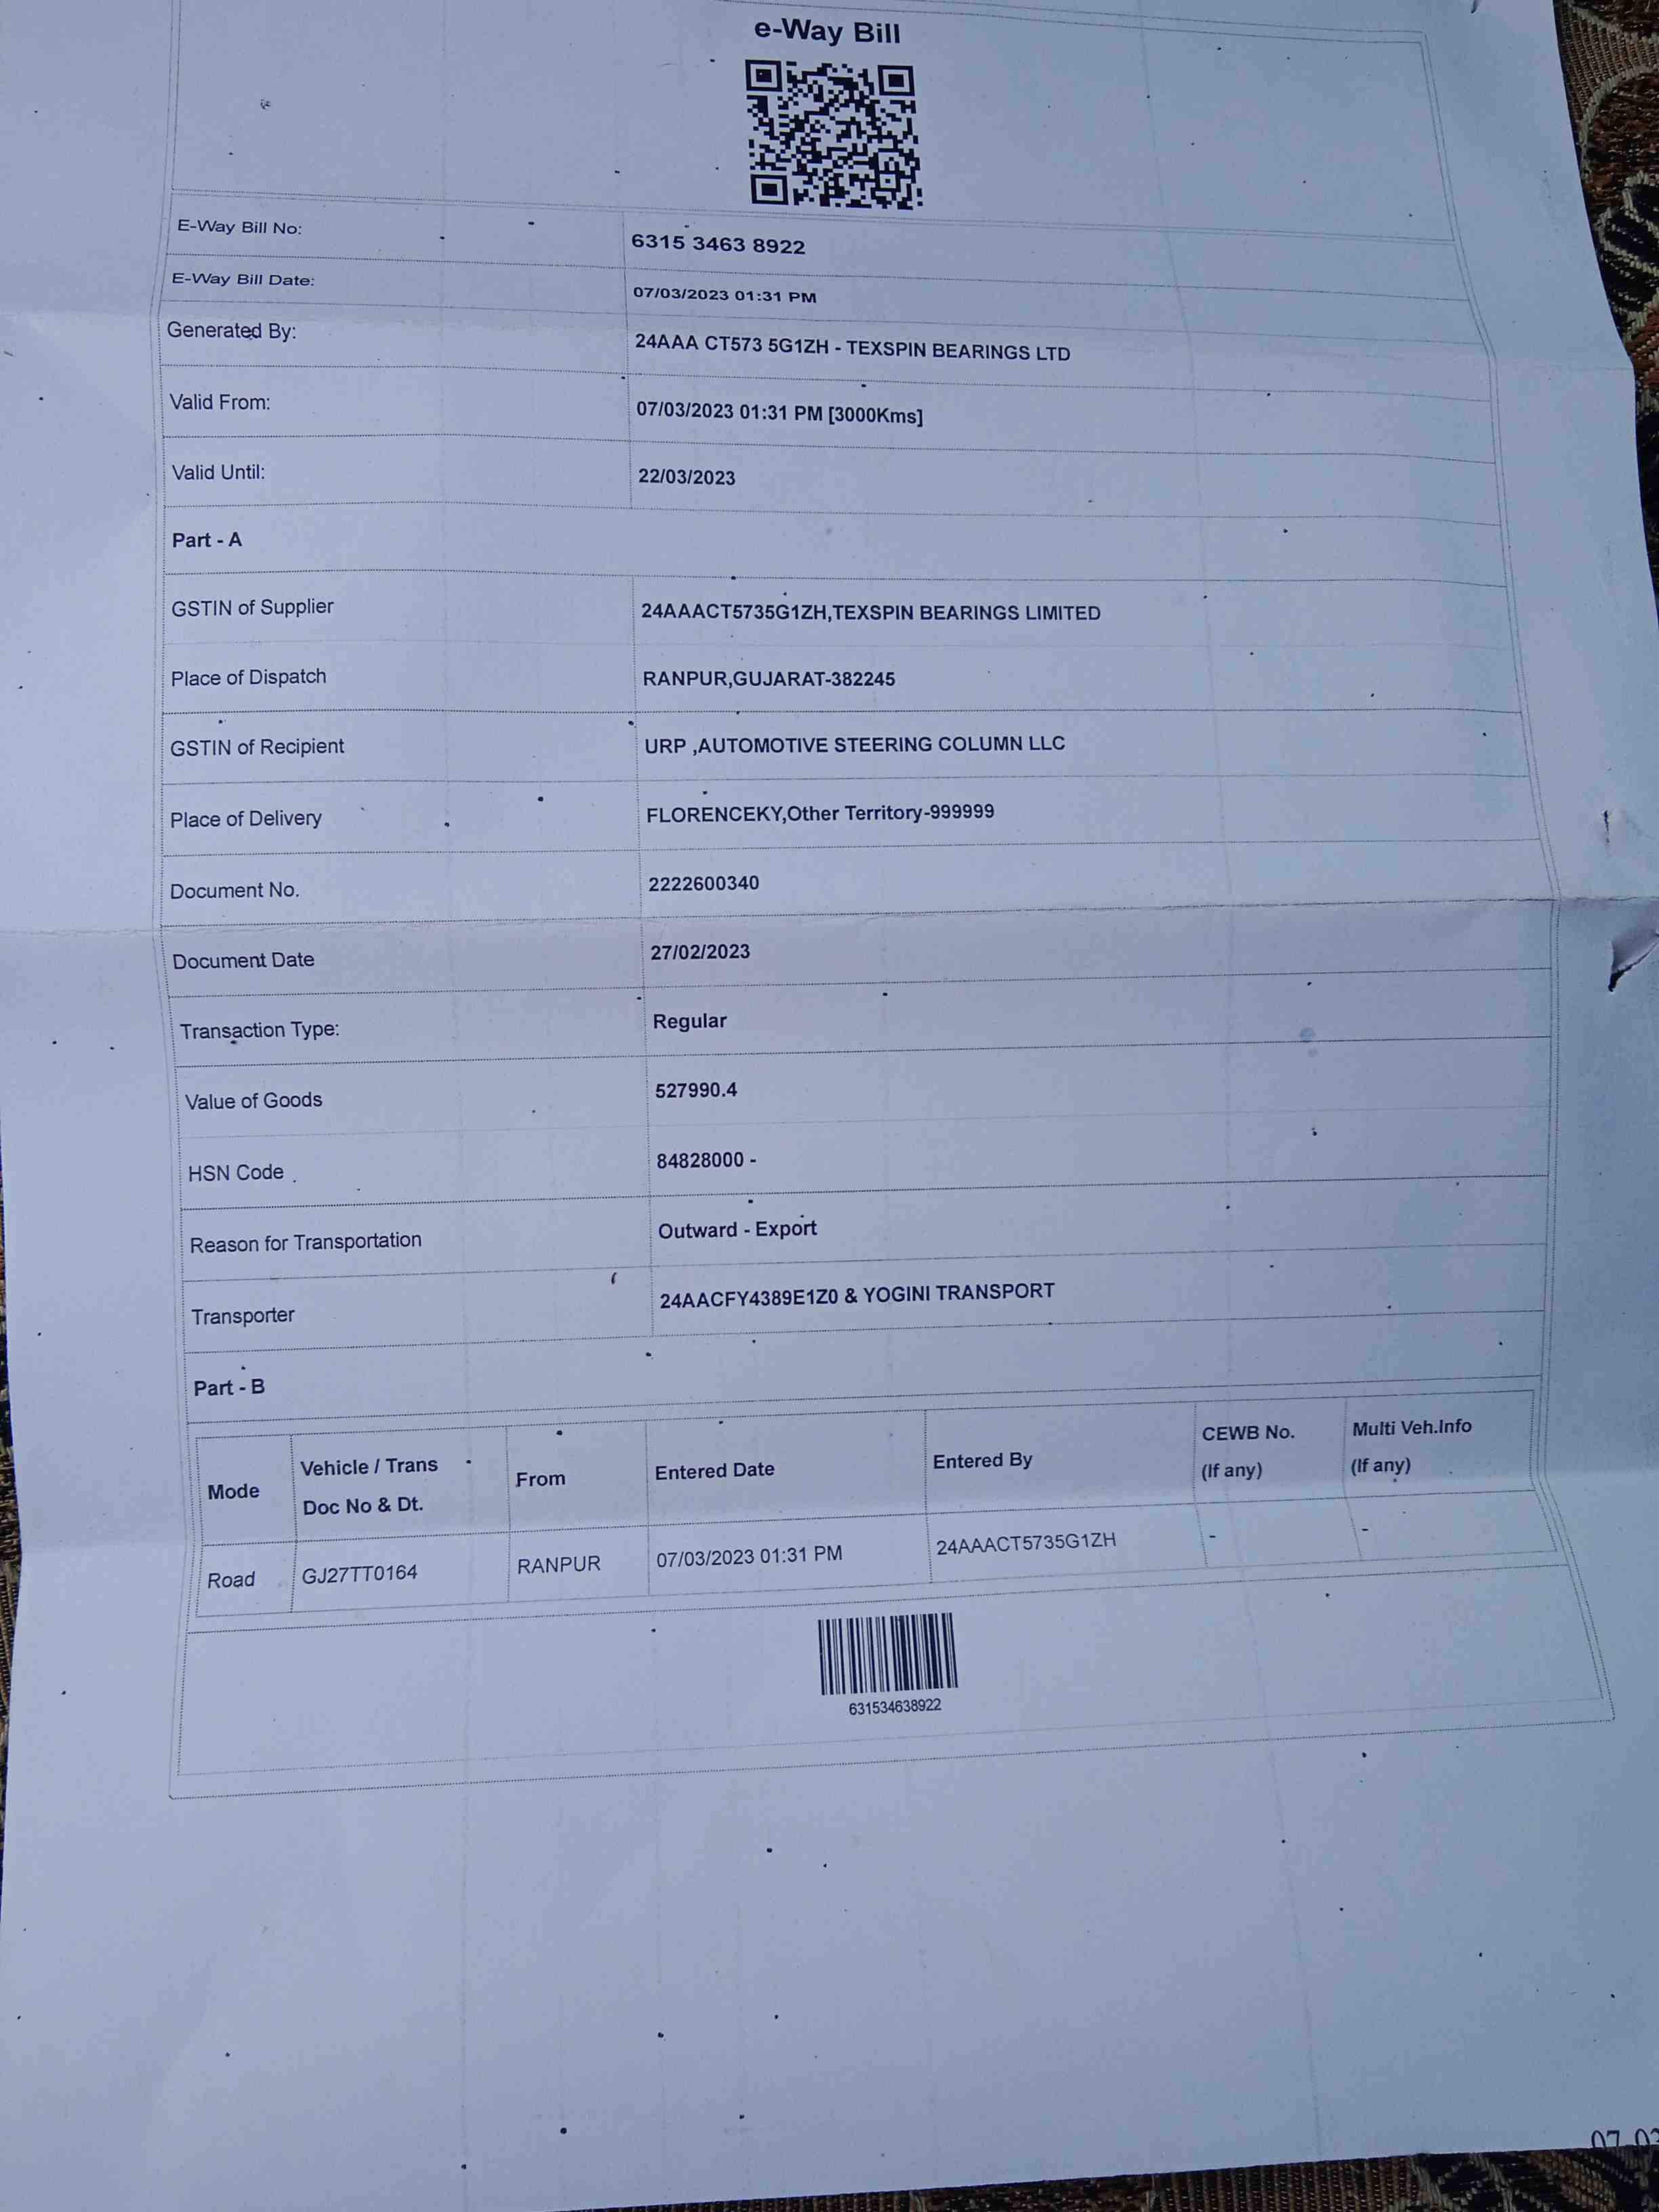 e-Way Bill
E-Way Bill No: 6315 3463 8922
E-Way Bill Date: 07/03/2023 01:31 PM
Generated By: 24AAA CT573 5G1ZH - TEXSPIN BEARINGS LTD
Valid From: 07/03/2023 01:31 PM [3000Kms]
Valid Until: 22/03/2023
Part - A
GSTIN of Supplier 24AAACT5735G1ZH,TEXSPIN BEARINGS LIMITED
Place of Dispatch RANPUR,GUJARAT-382245
GSTIN of Recipient URP ,AUTOMOTIVE STEERING COLUMN LLC
Place of Delivery FLORENCEKY,Other Territory-999999
Document No. 2222600340
Document Date 27/02/2023
Transaction Type: Regular
Value of Goods 527990.4
HSN Code 84828000 -
Reason for Transportation Outward - Export
Transporter 24AACFY4389E1Z0 & YOGINI TRANSPORT
Part - B
Mode Vehicle / Trans Doc No & Dt. From Entered Date Entered By CEWB No. (If any) Multi Veh.Info (If any)
Road GJ27TT0164 RANPUR 07/03/2023 01:31 PM 24AAACT5735G1ZH - -
631534638922